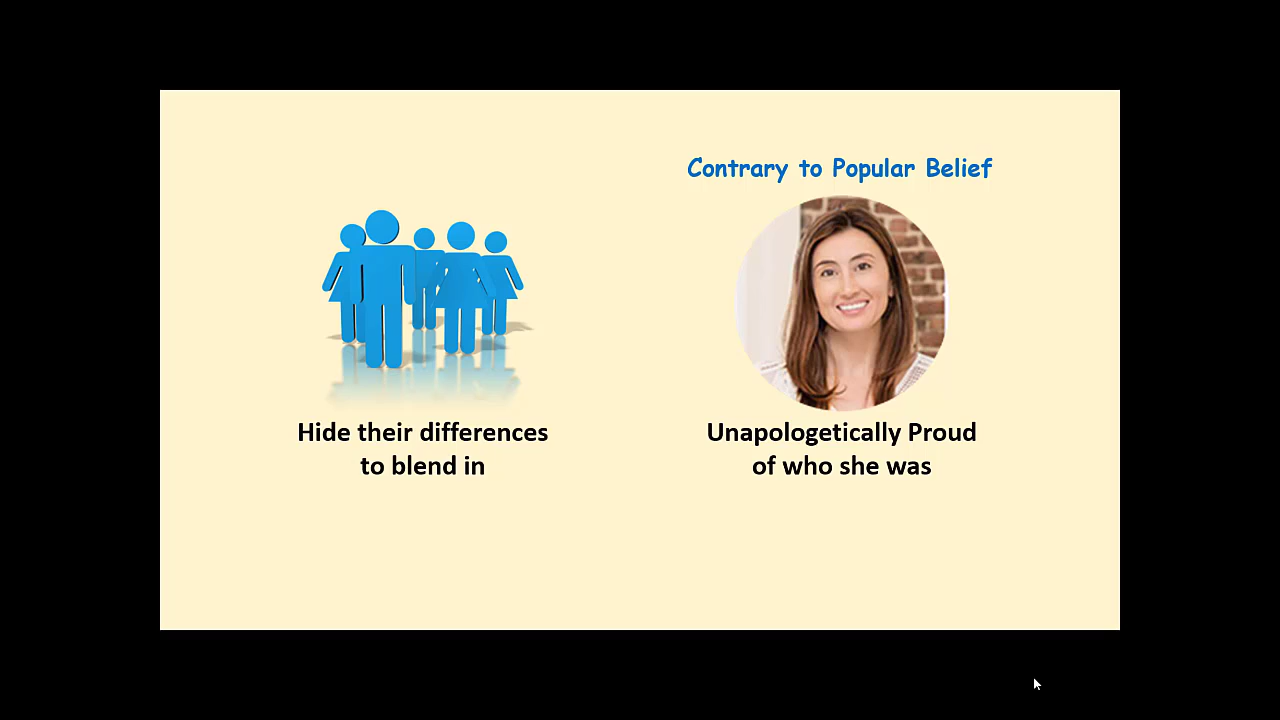 Contrary to Popular Belief
Hide their differences
to blend in
Unapologetically Proud
of who she was